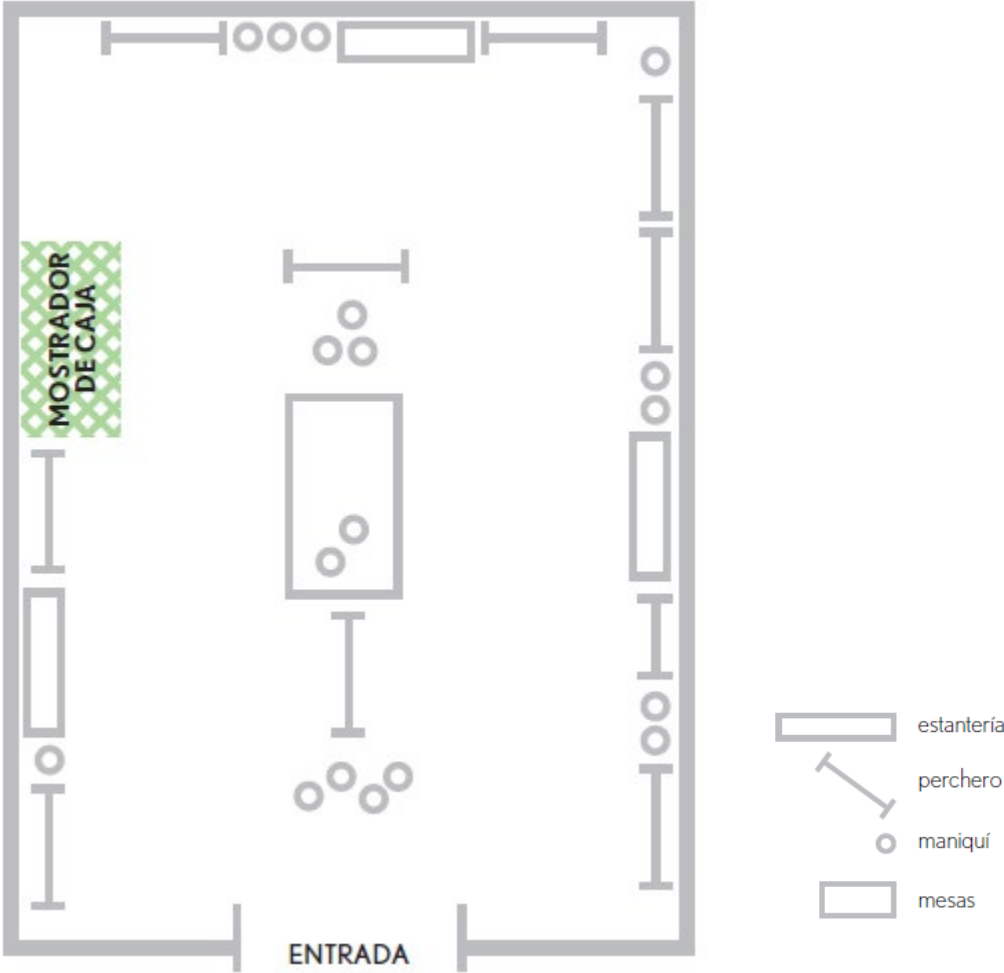 MOSTRADOR
DE CAJA
estantería
perchero
maniquí
mesas
ENTRADA